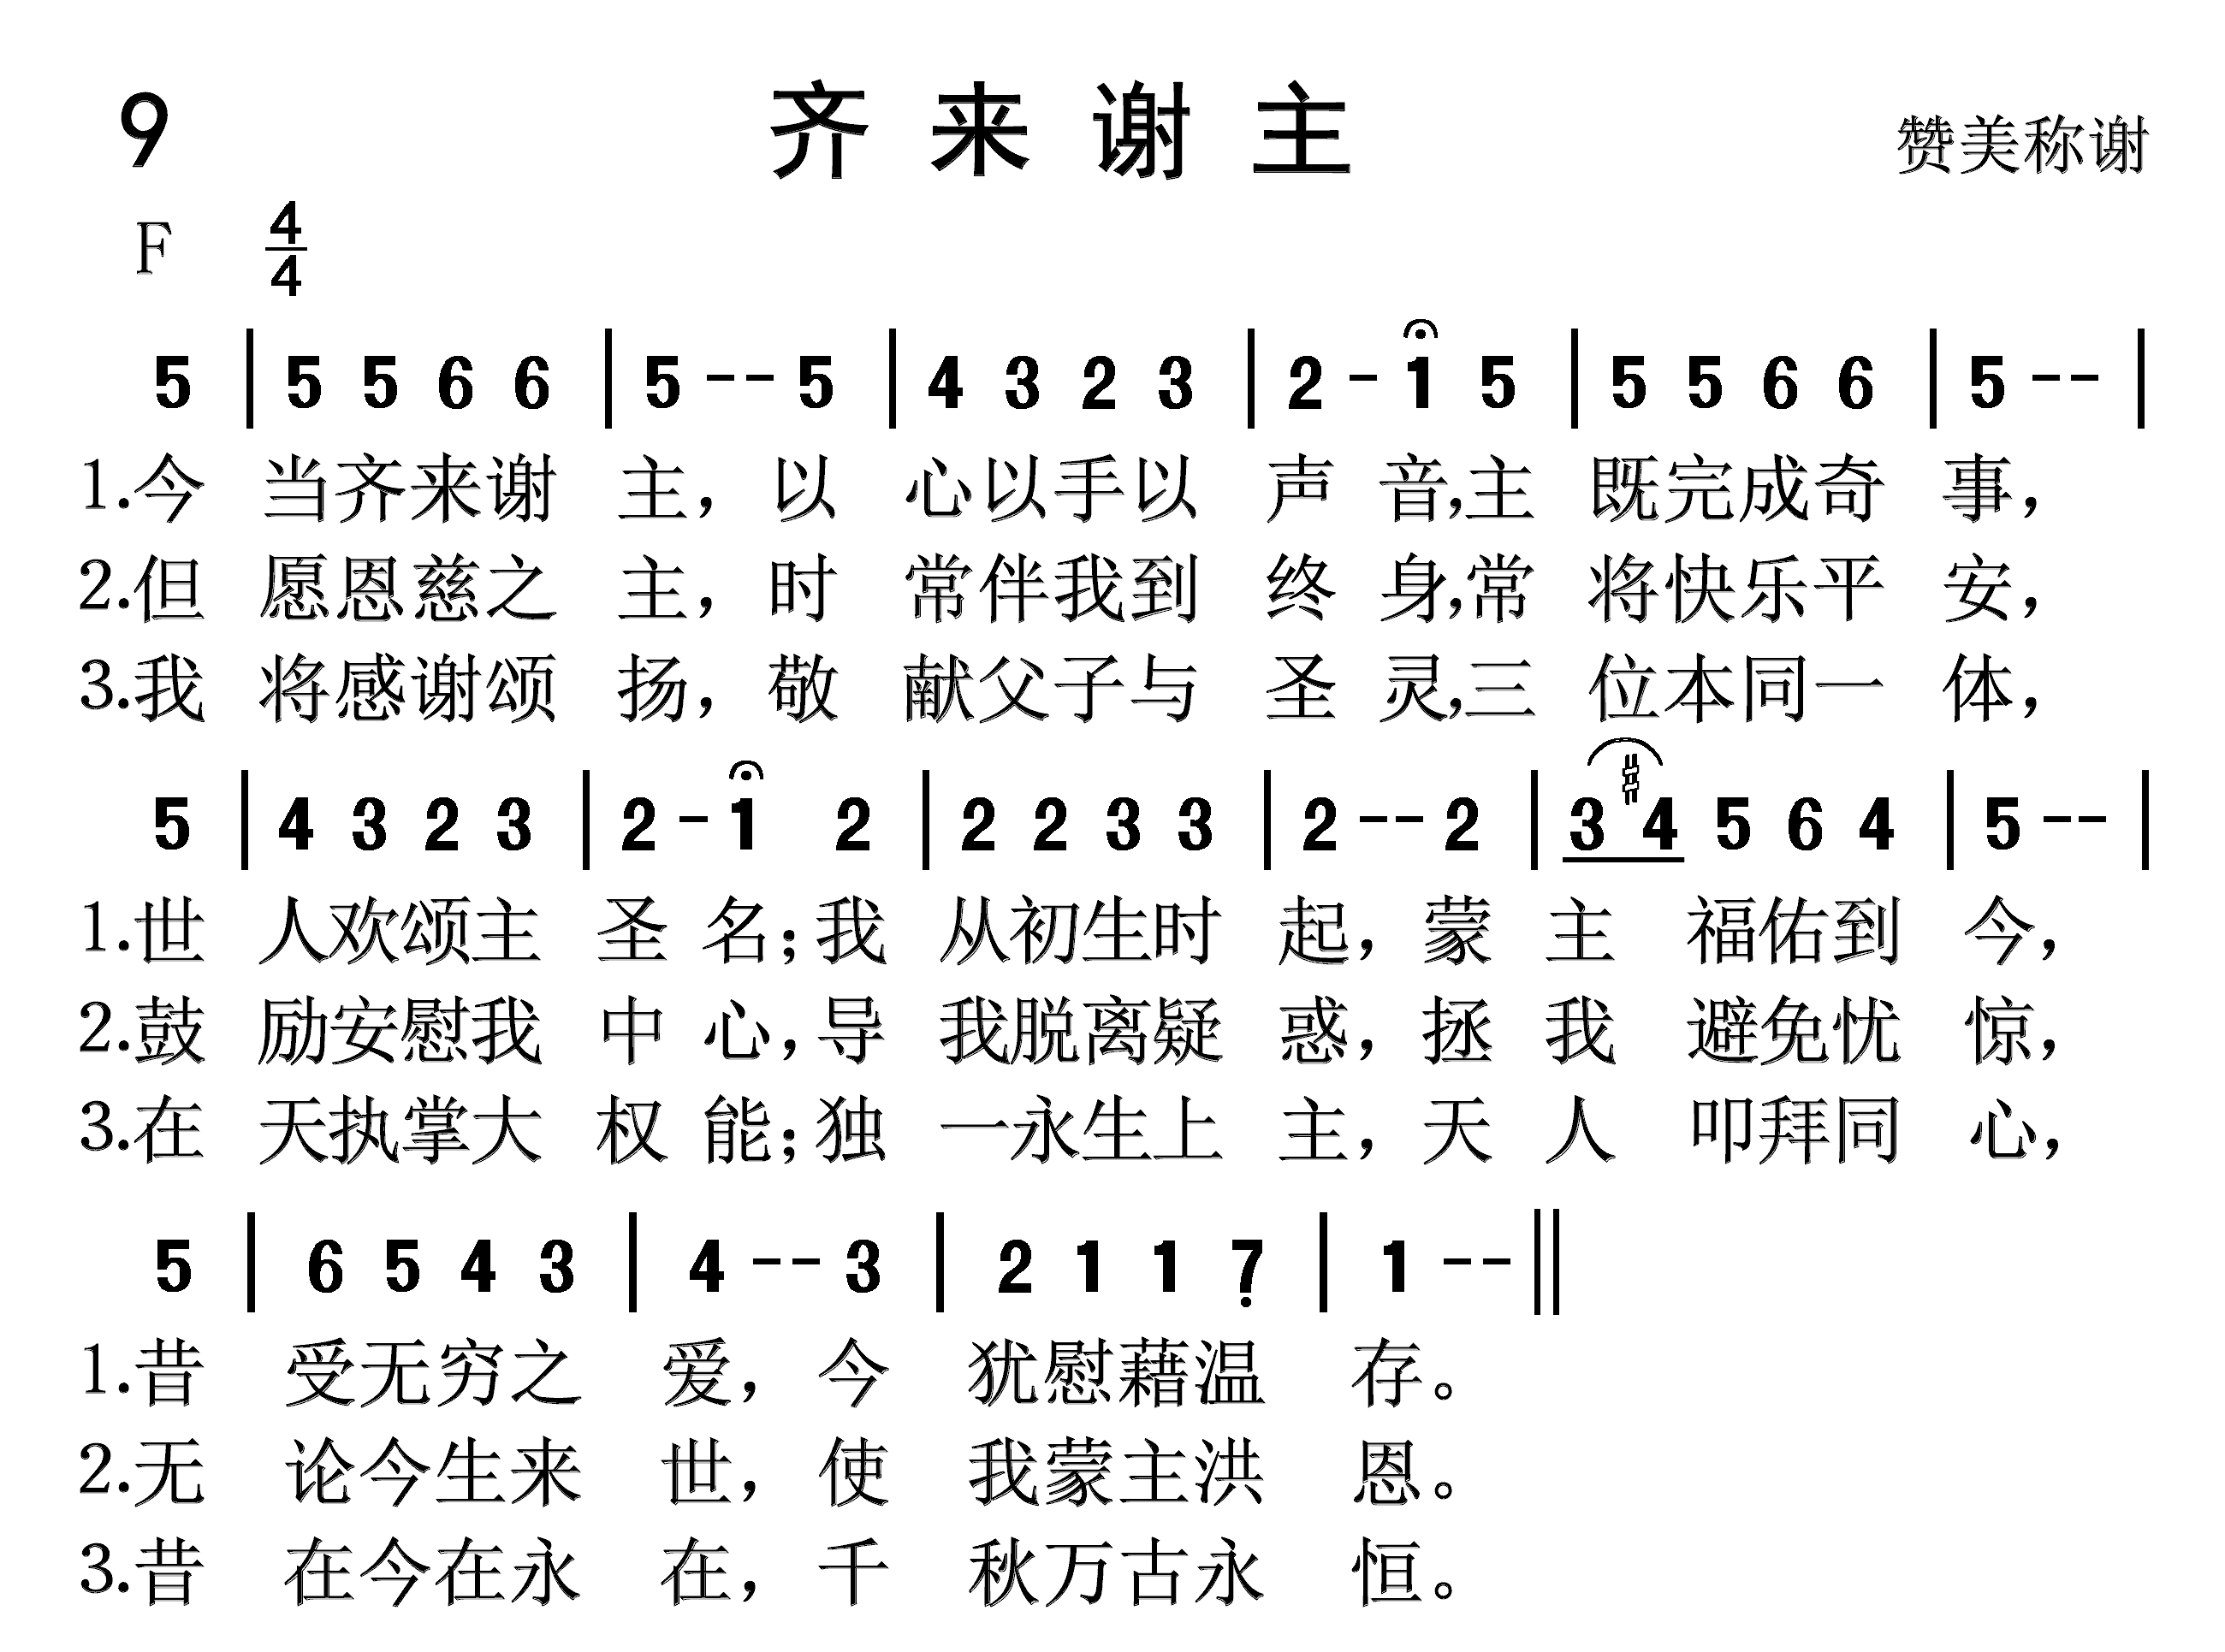 9 齐来谢主 赞美称谢
F 4/4
5 | 5 5 6 6 | 5 - - 5 | 4 3 2 3 | 2 - 1 5 | 5 5 6 6 | 5 - - |
1.今 当齐来谢 主，以 心以手以 声 音，主 既完成奇 事，
2.但 愿恩慈之 主，时 常伴我到 终 身，常 将快乐平 安，
3.我 将感谢颂 扬，敬 献父子与 圣 灵，三 位本同一 体，
5 | 4 3 2 3 | 2 - 1 2 | 2 2 3 3 | 2 - - 2 | 3 #4 5 6 4 | 5 - - |
1.世 人欢颂主 圣 名；我 从初生时 起，蒙 主 福佑到 今，
2.鼓 励安慰我 中 心，导 我脱离疑 惑，拯 我 避免忧 惊，
3.在 天执掌大 权 能；独 一永生上 主，天 人 叩拜同 心，
5 | 6 5 4 3 | 4 - - 3 | 2 1 1 7̣ | 1 - - ‖
1.昔 受无穷之 爱，今 犹慰藉温 存。
2.无 论今生来 世，使 我蒙主洪 恩。
3.昔 在今在永 在，千 秋万古永 恒。